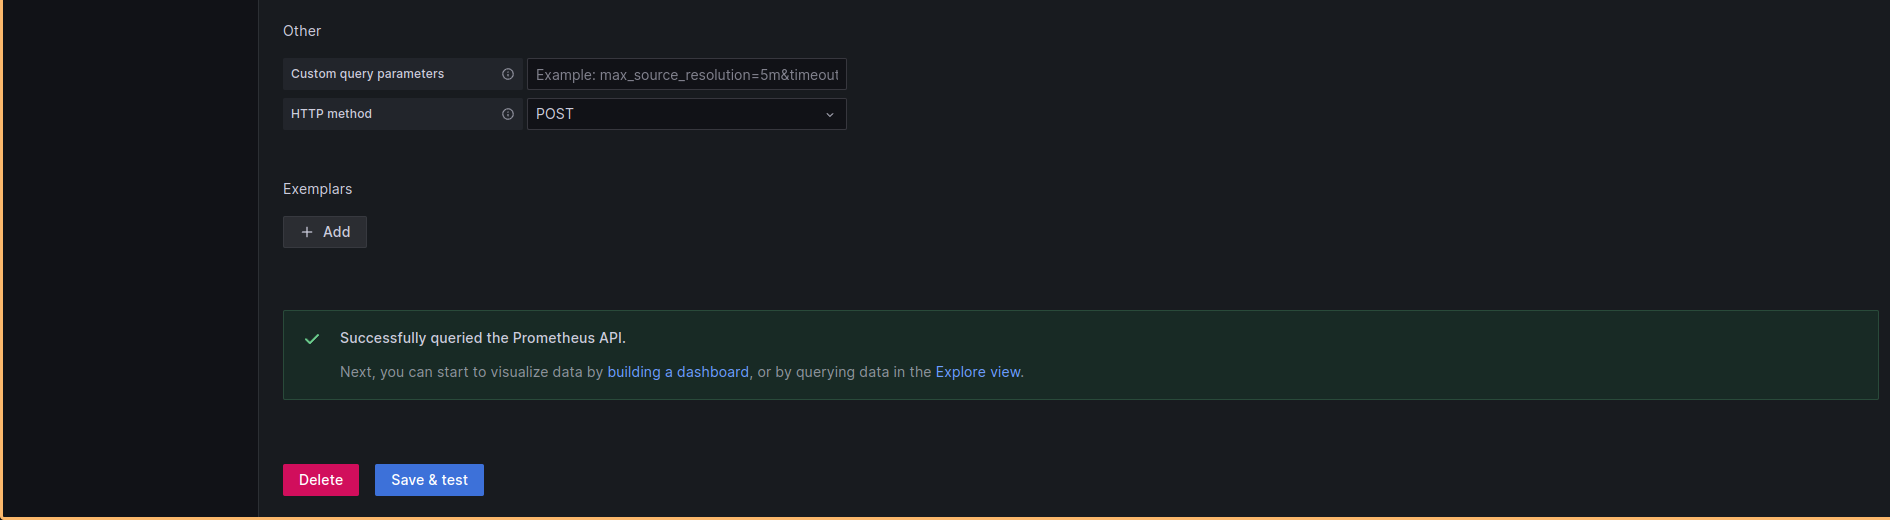 Other
Custom query parameters
Example: max_source_resolution=5m&timeout
HTTP method
POST
Exemplars
Add
Successfully queried the Prometheus API.
Next, you can start to visualize data by building a dashboard, or by querying data in the Explore view.
Delete Save & test